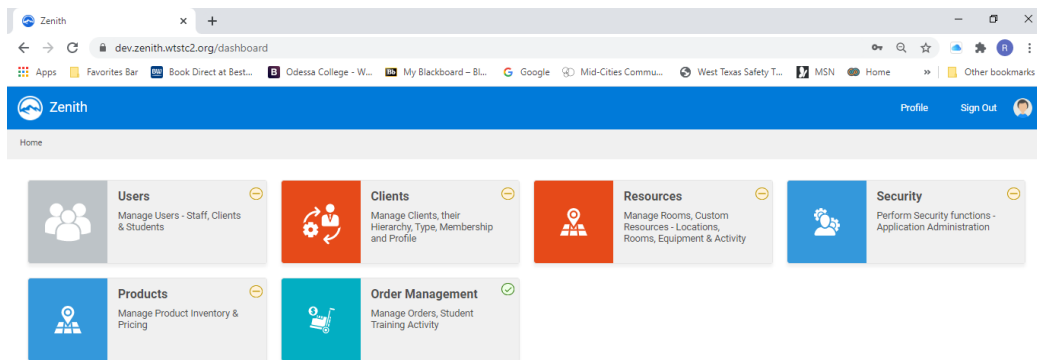 Zenith
dev.zenith.wtstc2.org/dashboard
R
Apps Favorites Bar BW Book Direct at Best... B Odessa College - W... Bb My Blackboard – Bl... G Google Mid-Cities Commu... West Texas Safety T... MSN Home » Other bookmarks
Zenith Profile Sign Out
Home
Users
Manage Users - Staff, Clients
& Students
Clients
Manage Clients, their
Hierarchy, Type, Membership
and Profile
Resources
Manage Rooms, Custom
Resources - Locations,
Rooms, Equipment & Activity
Security
Perform Security functions -
Application Administration
Products
Manage Product Inventory &
Pricing
Order Management
Manage Orders, Student
Training Activity